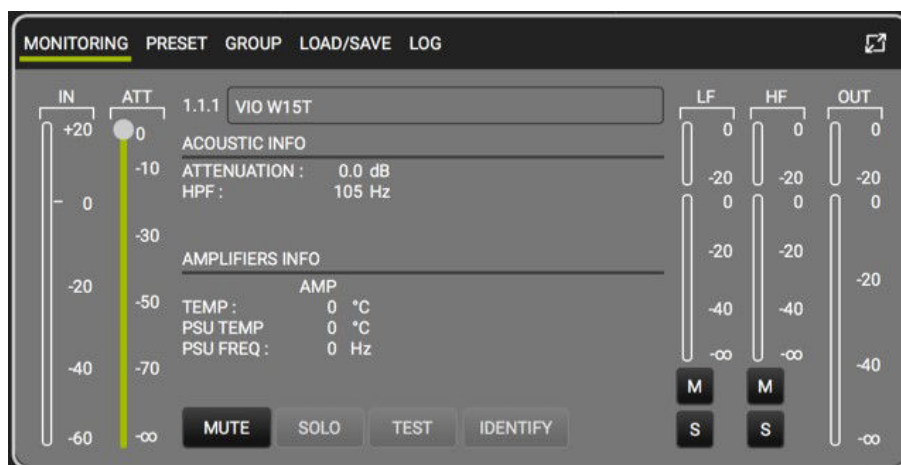 MONITORING PRESET GROUP LOAD/SAVE LOG
IN ATT LF HF OUT
1.1.1 VIO W15T
ACOUSTIC INFO
ATTENUATION : 0.0 dB
HPF : 105 Hz
AMPLIFIERS INFO
AMP
TEMP : 0 °C
PSU TEMP 0 °C
PSU FREQ : 0 Hz
MUTE SOLO TEST IDENTIFY
+20
0
-20
-40
-60
0
-10
-30
-50
-70
-∞
0
-20
0
-20
-40
-∞
M
S
0
-20
0
-20
-40
-∞
M
S
0
-20
0
-20
-40
-∞